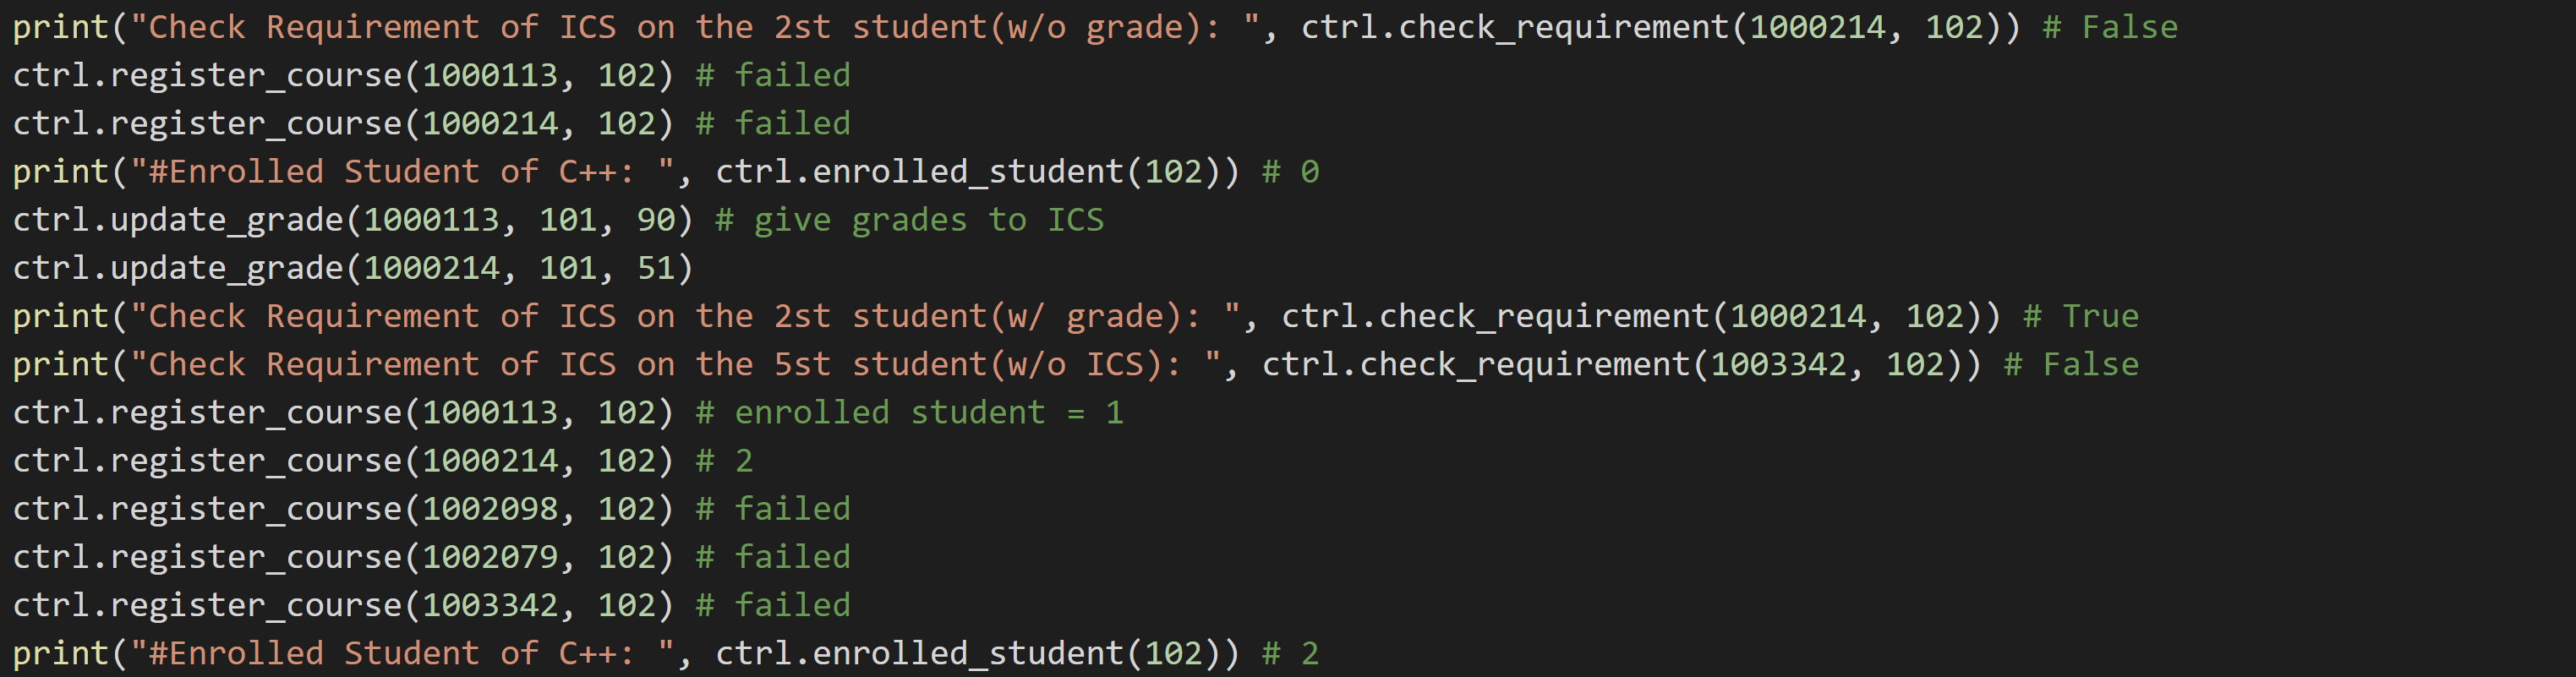 print("Check Requirement of ICS on the 2st student(w/o grade): ", ctrl.check_requirement(1000214, 102)) # False
ctrl.register_course(1000113, 102) # failed
ctrl.register_course(1000214, 102) # failed
print("#Enrolled Student of C++: ", ctrl.enrolled_student(102)) # 0
ctrl.update_grade(1000113, 101, 90) # give grades to ICS
ctrl.update_grade(1000214, 101, 51)
print("Check Requirement of ICS on the 2st student(w/ grade): ", ctrl.check_requirement(1000214, 102)) # True
print("Check Requirement of ICS on the 5st student(w/o ICS): ", ctrl.check_requirement(1003342, 102)) # False
ctrl.register_course(1000113, 102) # enrolled student = 1
ctrl.register_course(1000214, 102) # 2
ctrl.register_course(1002098, 102) # failed
ctrl.register_course(1002079, 102) # failed
ctrl.register_course(1003342, 102) # failed
print("#Enrolled Student of C++: ", ctrl.enrolled_student(102)) # 2